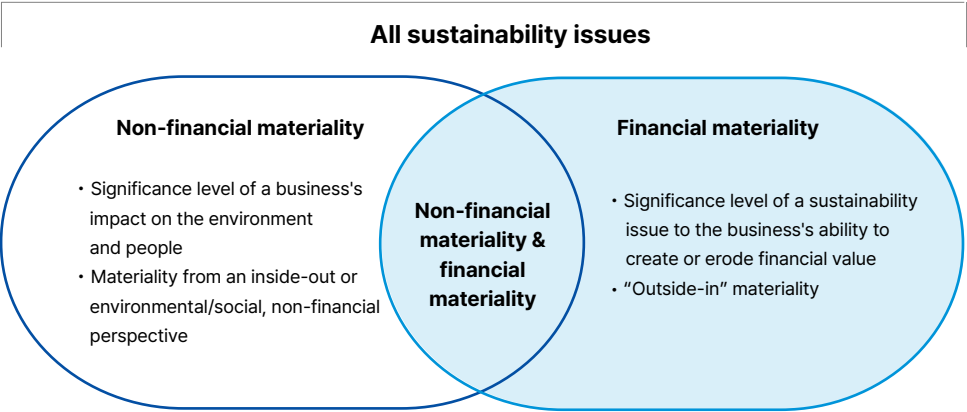 All sustainability issues
Non-financial materiality
• Significance level of a business's
impact on the environment
and people
• Materiality from an inside-out or
environmental/social, non-financial
perspective
Non-financial
materiality &
financial
materiality
Financial materiality
• Significance level of a sustainability
issue to the business's ability to
create or erode financial value
• “Outside-in” materiality